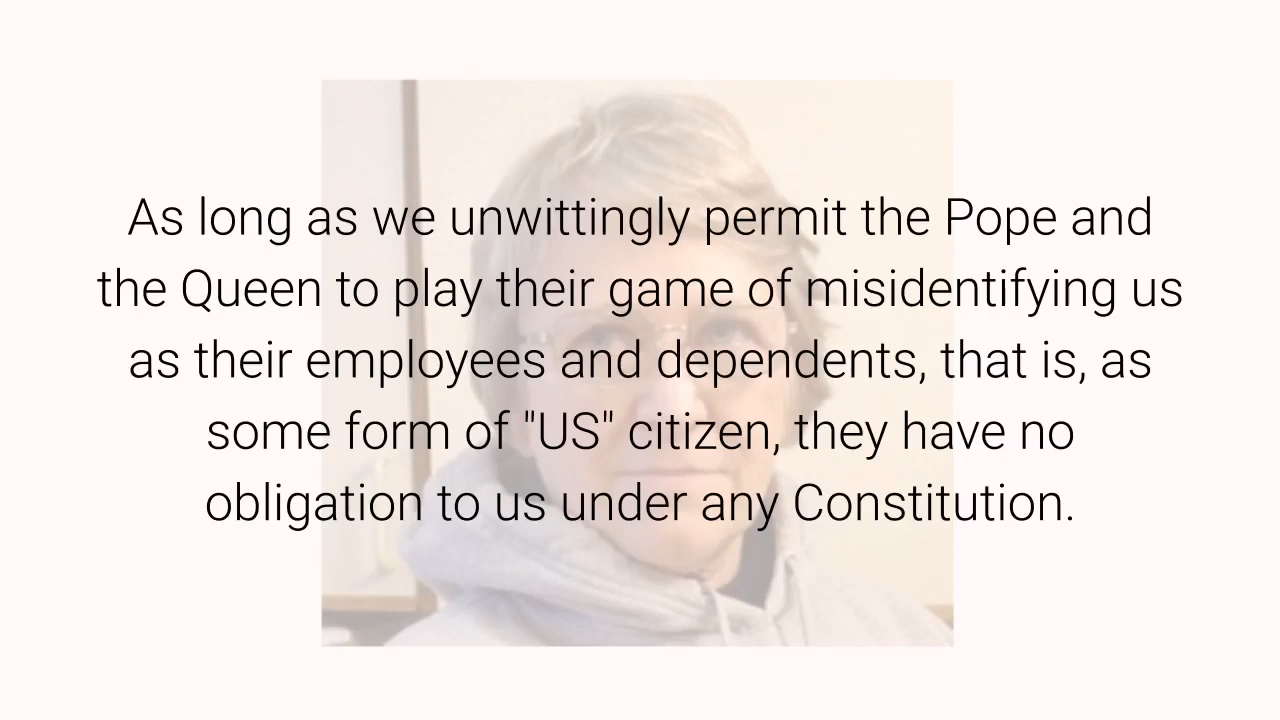 As long as we unwittingly permit the Pope and
the Queen to play their game of misidentifying us
as their employees and dependents, that is, as
some form of "US" citizen, they have no
obligation to us under any Constitution.